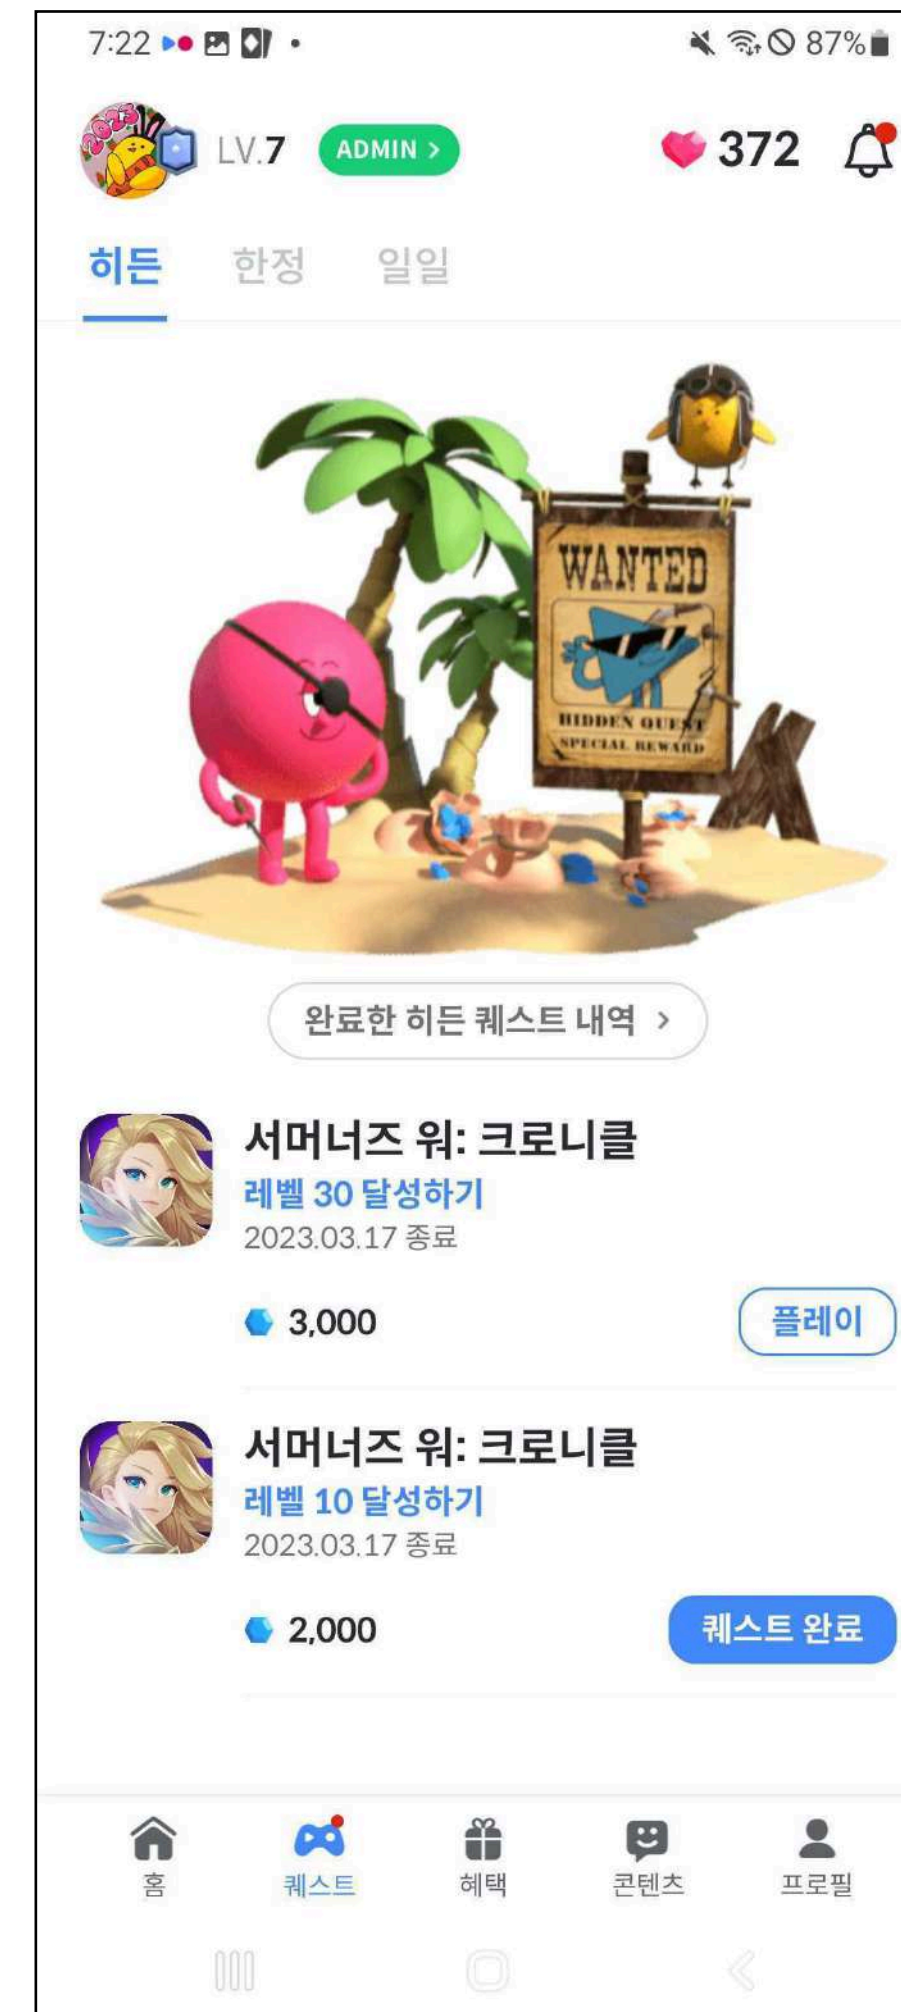 7:22
87%
2023
LV.7
ADMIN >
372
히든
한정
일일
WANTED
HIDDEN QUEST
SPECIAL REWARD
완료한 히든 퀘스트 내역 >
서머너즈 워: 크로니클
레벨 30 달성하기
2023.03.17 종료
3,000
플레이
서머너즈 워: 크로니클
레벨 10 달성하기
2023.03.17 종료
2,000
퀘스트 완료
홈
퀘스트
혜택
콘텐츠
프로필